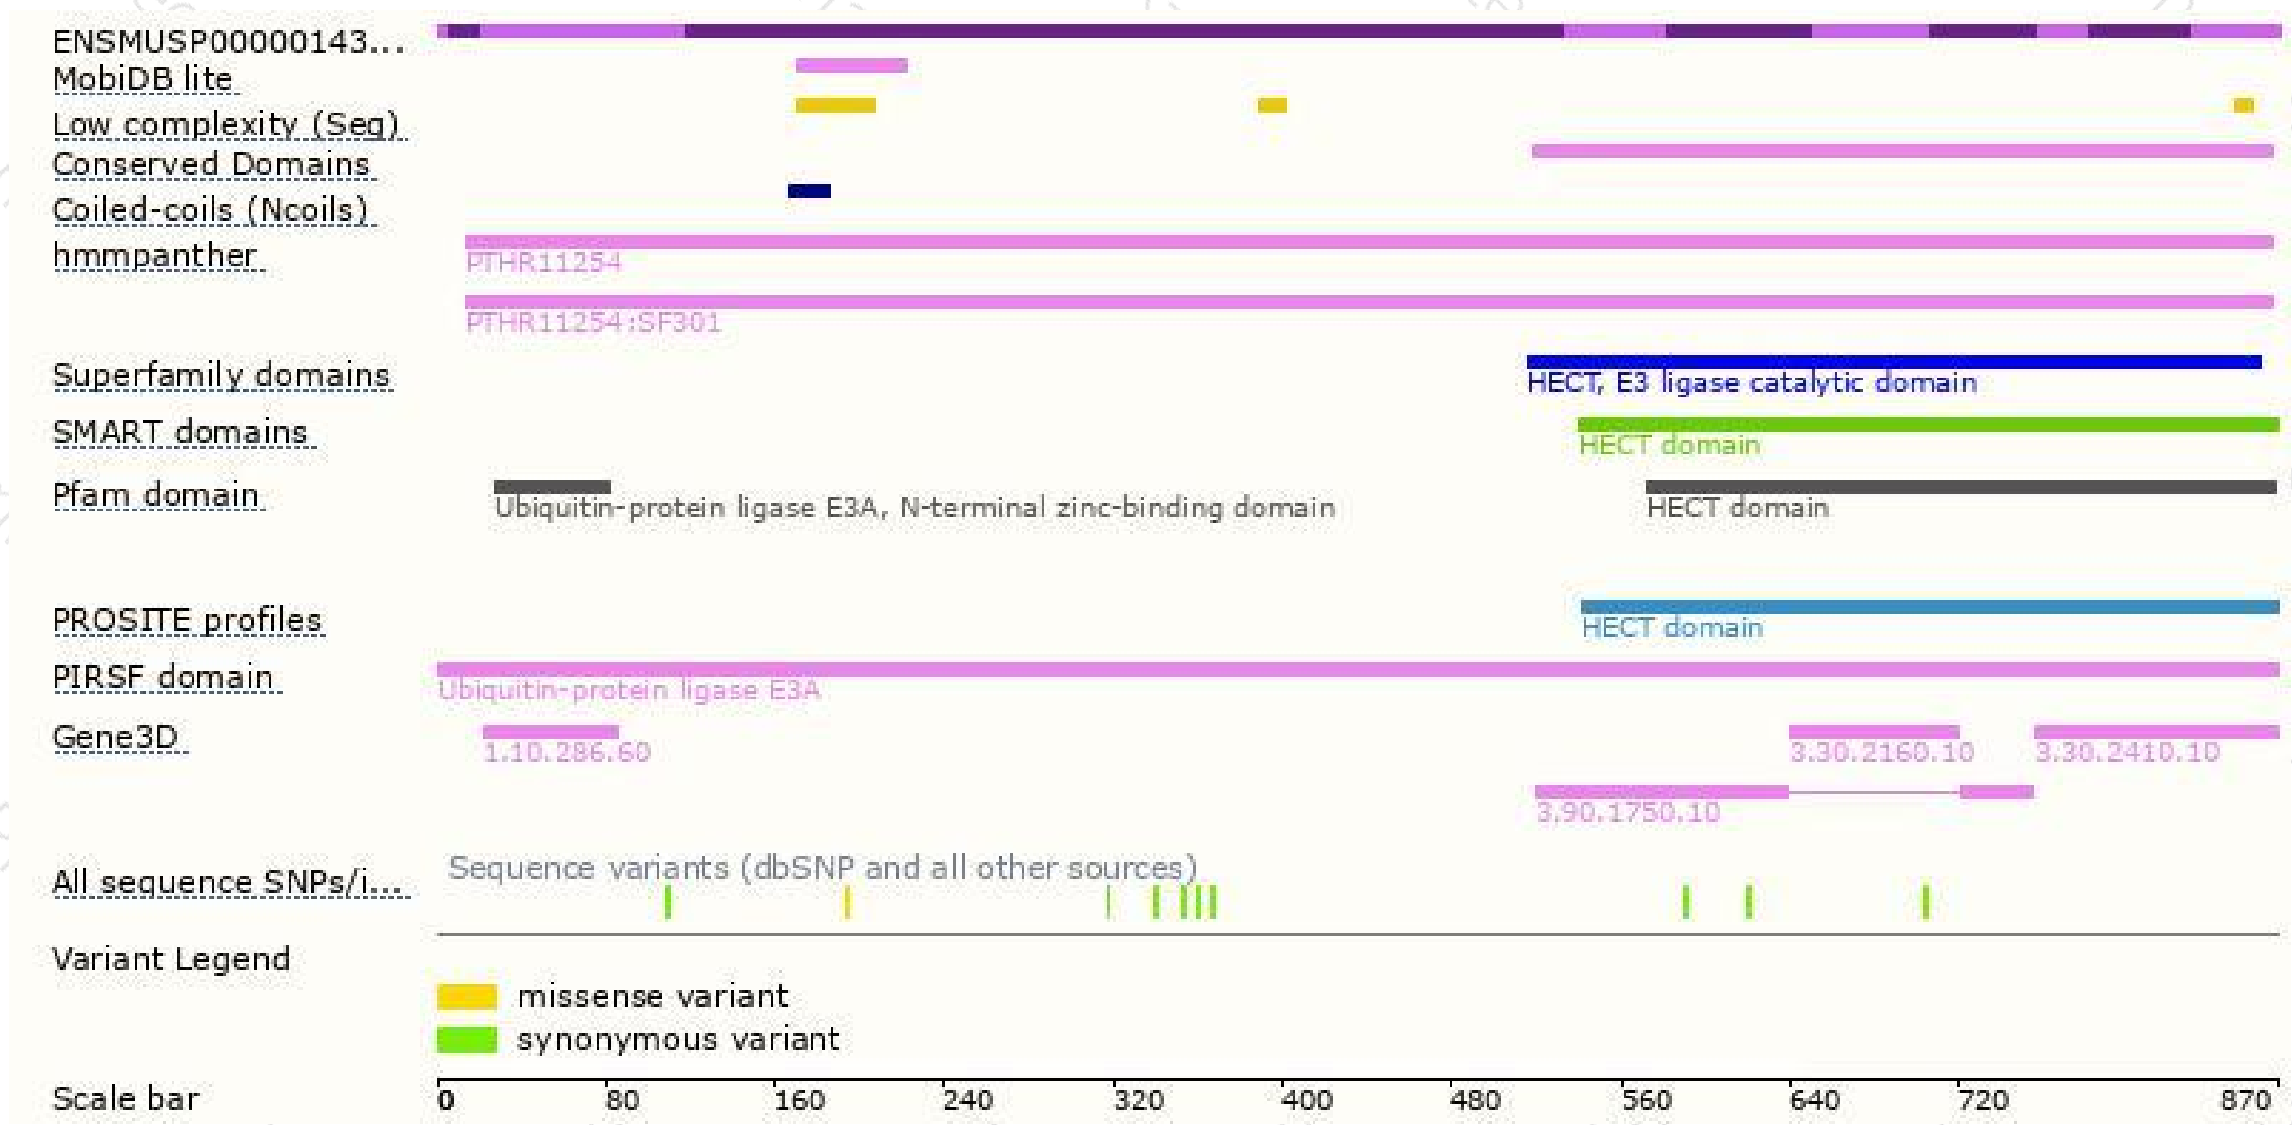 ENSMUSP00000143...
MobiDB lite
Low complexity (Seg)
Conserved Domains
Coiled-coils (Ncoils)
hmmpanther
PTHR11254
PTHR11254:SF301
Superfamily domains
HECT, E3 ligase catalytic domain
SMART domains
HECT domain
Pfam domain
Ubiquitin-protein ligase E3A, N-terminal zinc-binding domain
HECT domain
PROSITE profiles
HECT domain
PIRSF domain
Ubiquitin-protein ligase E3A
Gene3D
1.10.286.60
3.30.2160.10
3.30.2410.10
3.90.1750.10
All sequence SNPs/i...
Sequence variants (dbSNP and all other sources)
Variant Legend
missense variant
synonymous variant
Scale bar
0 80 160 240 320 400 480 560 640 720 870